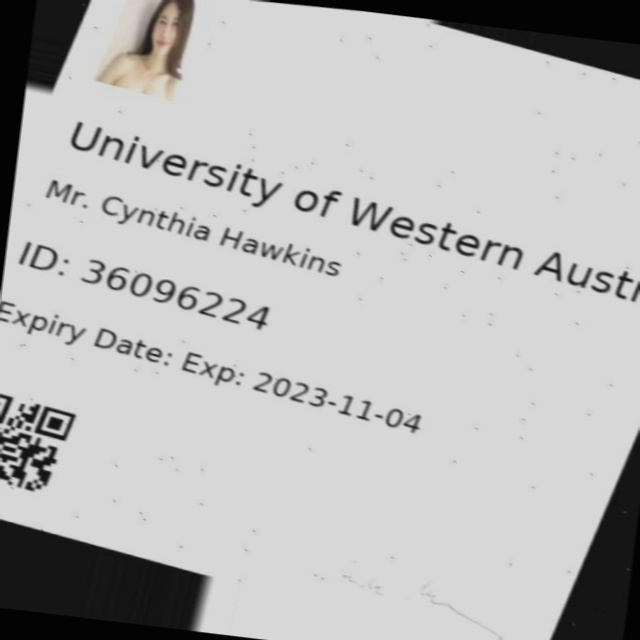 University of Western Austr
Mr. Cynthia Hawkins
ID: 36096224
Expiry Date: Exp: 2023-11-04